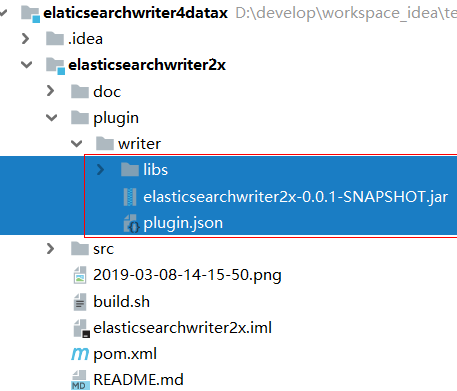 elaticsearchwriter4datax D:\develop\workspace_idea\te
.idea
elasticsearchwriter2x
doc
plugin
writer
libs
elasticsearchwriter2x-0.0.1-SNAPSHOT.jar
plugin.json
src
2019-03-08-14-15-50.png
build.sh
elasticsearchwriter2x.iml
pom.xml
MD README.md